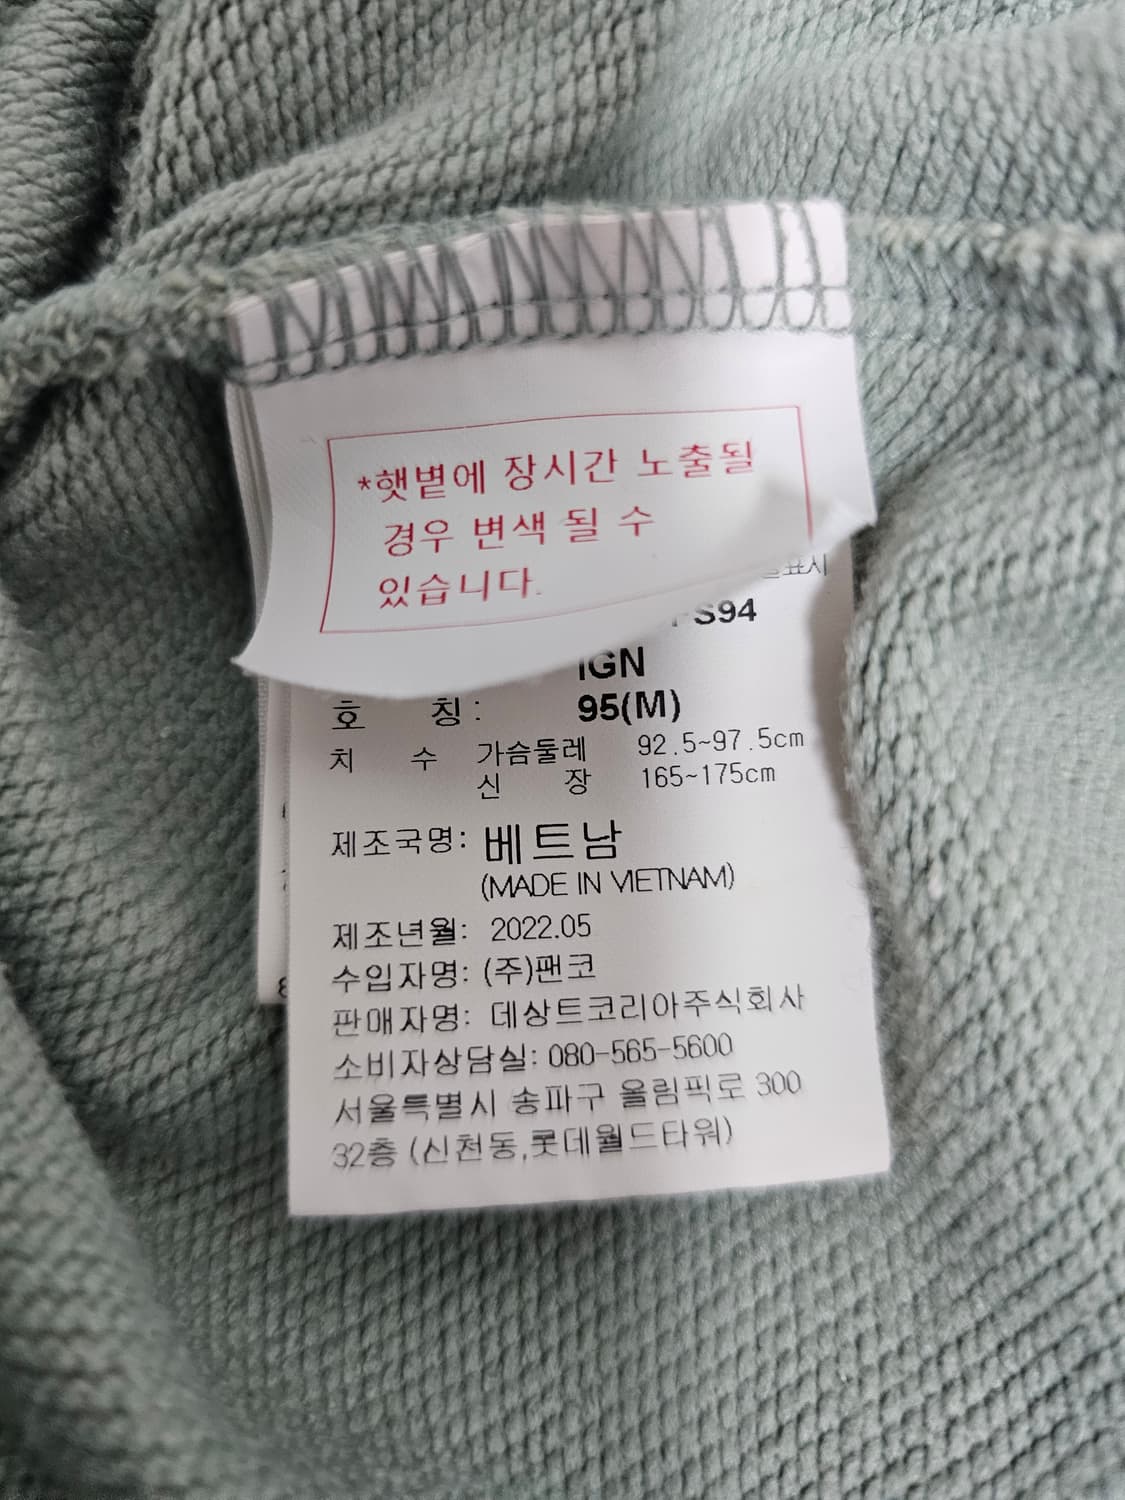 *햇볕에 장시간 노출될
경우 변색 될 수
있습니다.
표시
S94
IGN
호 칭: 95(M)
치 수 가슴둘레 92.5~97.5cm
신 장 165~175cm
제조국명: 베트남
(MADE IN VIETNAM)
제조년월: 2022.05
수입자명: (주)팬코
판매자명: 데상트코리아주식회사
소비자상담실: 080-565-5600
서울특별시 송파구 올림픽로 300
32층 (신천동,롯데월드타워)